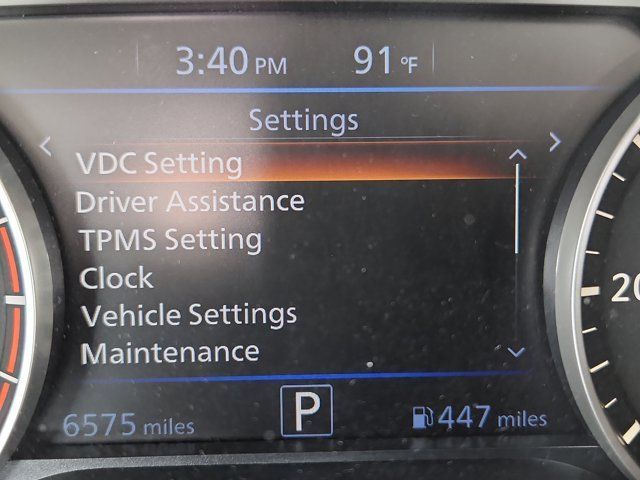 3:40 PM 91 °F
Settings
VDC Setting
Driver Assistance
TPMS Setting
Clock
Vehicle Settings
Maintenance
6575 miles P 447 miles
20